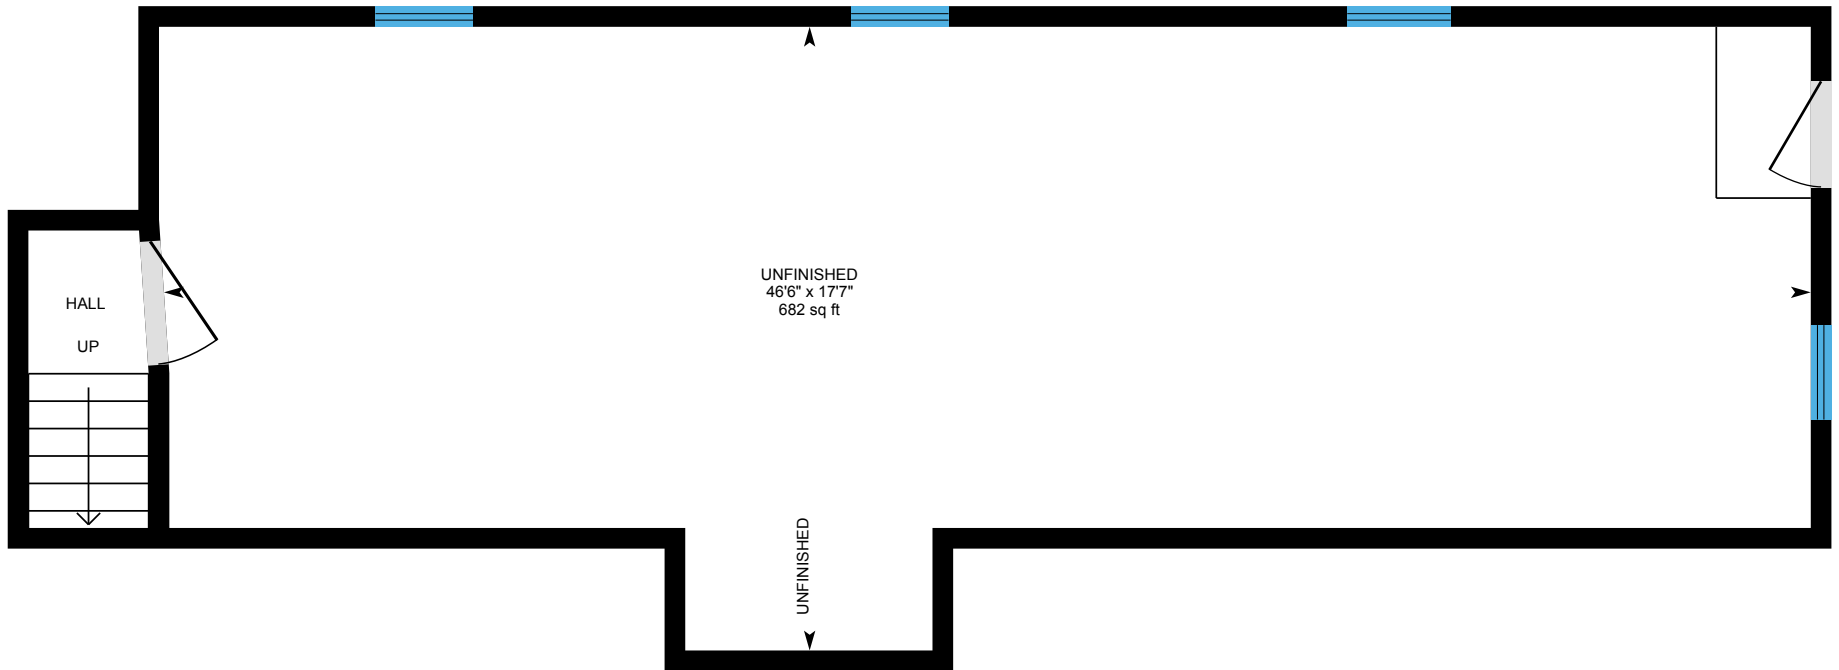 UNFINISHED
46'6" x 17'7"
682 sq ft
HALL
UP
UNFINISHED